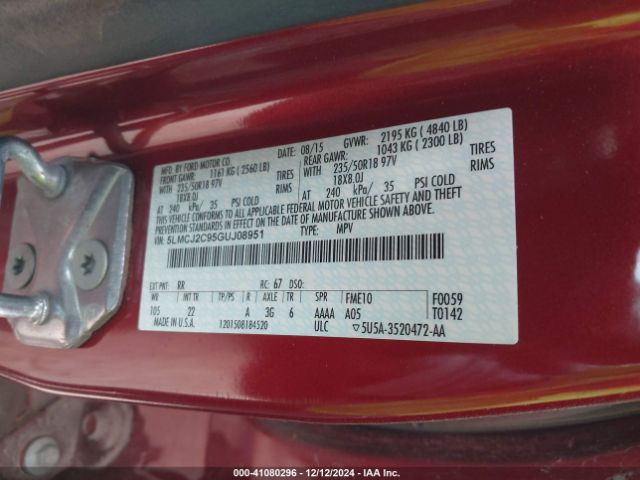 MFD. BY FORD MOTOR CO.
DATE: 08/15 GVWR: 2195 KG ( 4840 LB)
FRONT GAWR: 1161 KG ( 2560 LB)
REAR GAWR: 1043 KG ( 2300 LB)
WITH 235/50R18 97V TIRES
WITH 235/50R18 97V TIRES
18X8.0J RIMS
18X8.0J RIMS
AT 240 kPa/ 35 PSI COLD
AT 240 kPa/ 35 PSI COLD
THIS VEHICLE CONFORMS TO ALL APPLICABLE FEDERAL MOTOR VEHICLE SAFETY AND THEFT
PREVENTION STANDARDS IN EFFECT ON THE DATE OF MANUFACTURE SHOWN ABOVE.
VIN: 5LMCJ2C95GUJ08951 TYPE: MPV
EXT PNT: RR RC: 67 DSO:
WB INT TR TP/PS R AXLE TR SPR FME10 F0059
105 22 A 3G 6 AAAA A05 T0142
MADE IN U.S.A. 1201508184520 ULC ▽5U5A-3520472-AA
000-41080296 • 12/12/2024 • IAA Inc.